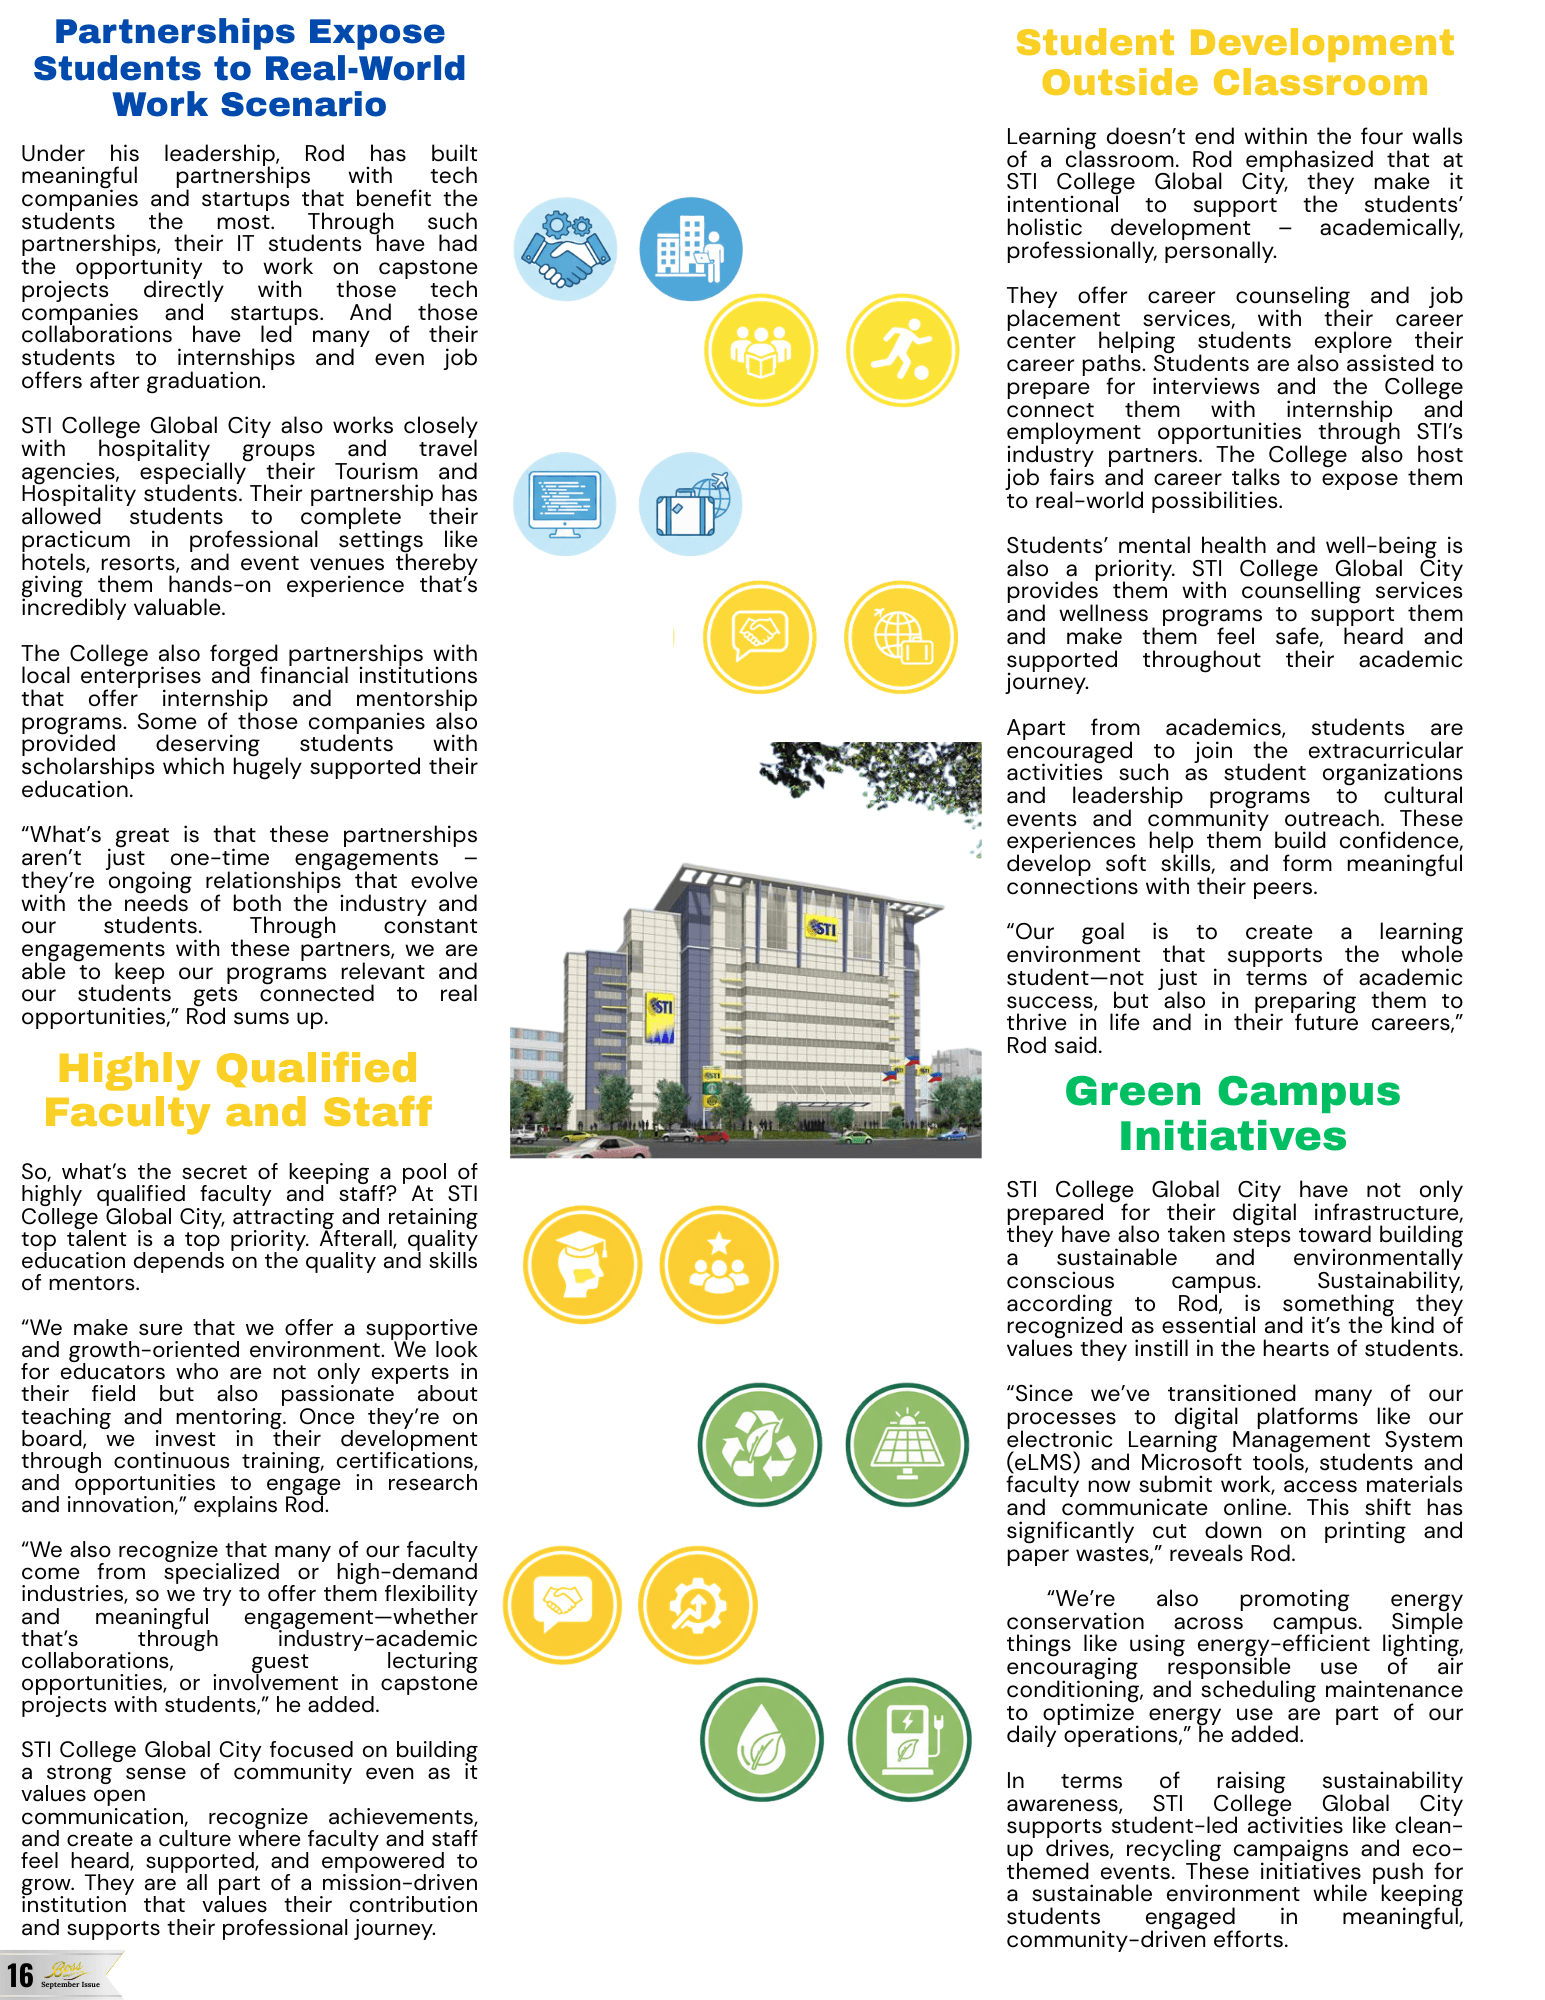 Partnerships Expose
Students to Real-World
Work Scenario
Under his leadership, Rod has built
meaningful partnerships with tech
companies and startups that benefit the
students the most. Through such
partnerships, their IT students have had
the opportunity to work on capstone
projects directly with those tech
companies and startups. And those
collaborations have led many of their
students to internships and even job
offers after graduation.
STI College Global City also works closely
with hospitality groups and travel
agencies, especially their Tourism and
Hospitality students. Their partnership has
allowed students to complete their
practicum in professional settings like
hotels, resorts, and event venues thereby
giving them hands-on experience that’s
incredibly valuable.
The College also forged partnerships with
local enterprises and financial institutions
that offer internship and mentorship
programs. Some of those companies also
provided deserving students with
scholarships which hugely supported their
education.
“What’s great is that these partnerships
aren’t just one-time engagements –
they’re ongoing relationships that evolve
with the needs of both the industry and
our students. Through constant
engagements with these partners, we are
able to keep our programs relevant and
our students gets connected to real
opportunities,” Rod sums up.
Highly Qualified
Faculty and Staff
So, what’s the secret of keeping a pool of
highly qualified faculty and staff? At STI
College Global City, attracting and retaining
top talent is a top priority. Afterall, quality
education depends on the quality and skills
of mentors.
“We make sure that we offer a supportive
and growth-oriented environment. We look
for educators who are not only experts in
their field but also passionate about
teaching and mentoring. Once they’re on
board, we invest in their development
through continuous training, certifications,
and opportunities to engage in research
and innovation,” explains Rod.
“We also recognize that many of our faculty
come from specialized or high-demand
industries, so we try to offer them flexibility
and meaningful engagement—whether
that’s through industry-academic
collaborations, guest lecturing
opportunities, or involvement in capstone
projects with students,” he added.
STI College Global City focused on building
a strong sense of community even as it
values open
communication, recognize achievements,
and create a culture where faculty and staff
feel heard, supported, and empowered to
grow. They are all part of a mission-driven
institution that values their contribution
and supports their professional journey.
STI
STI
STI
STI
STI
Student Development
Outside Classroom
Learning doesn’t end within the four walls
of a classroom. Rod emphasized that at
STI College Global City, they make it
intentional to support the students’
holistic development – academically,
professionally, personally.
They offer career counseling and job
placement services, with their career
center helping students explore their
career paths. Students are also assisted to
prepare for interviews and the College
connect them with internship and
employment opportunities through STI’s
industry partners. The College also host
job fairs and career talks to expose them
to real-world possibilities.
Students’ mental health and well-being is
also a priority. STI College Global City
provides them with counselling services
and wellness programs to support them
and make them feel safe, heard and
supported throughout their academic
journey.
Apart from academics, students are
encouraged to join the extracurricular
activities such as student organizations
and leadership programs to cultural
events and community outreach. These
experiences help them build confidence,
develop soft skills, and form meaningful
connections with their peers.
“Our goal is to create a learning
environment that supports the whole
student—not just in terms of academic
success, but also in preparing them to
thrive in life and in their future careers,”
Rod said.
Green Campus
Initiatives
STI College Global City have not only
prepared for their digital infrastructure,
they have also taken steps toward building
a sustainable and environmentally
conscious campus. Sustainability,
according to Rod, is something they
recognized as essential and it’s the kind of
values they instill in the hearts of students.
“Since we’ve transitioned many of our
processes to digital platforms like our
electronic Learning Management System
(eLMS) and Microsoft tools, students and
faculty now submit work, access materials
and communicate online. This shift has
significantly cut down on printing and
paper wastes,” reveals Rod.
“We’re also promoting energy
conservation across campus. Simple
things like using energy-efficient lighting,
encouraging responsible use of air
conditioning, and scheduling maintenance
to optimize energy use are part of our
daily operations,” he added.
In terms of raising sustainability
awareness, STI College Global City
supports student-led activities like clean-
up drives, recycling campaigns and eco-
themed events. These initiatives push for
a sustainable environment while keeping
students engaged in meaningful,
community-driven efforts.
16
Boss
September Issue